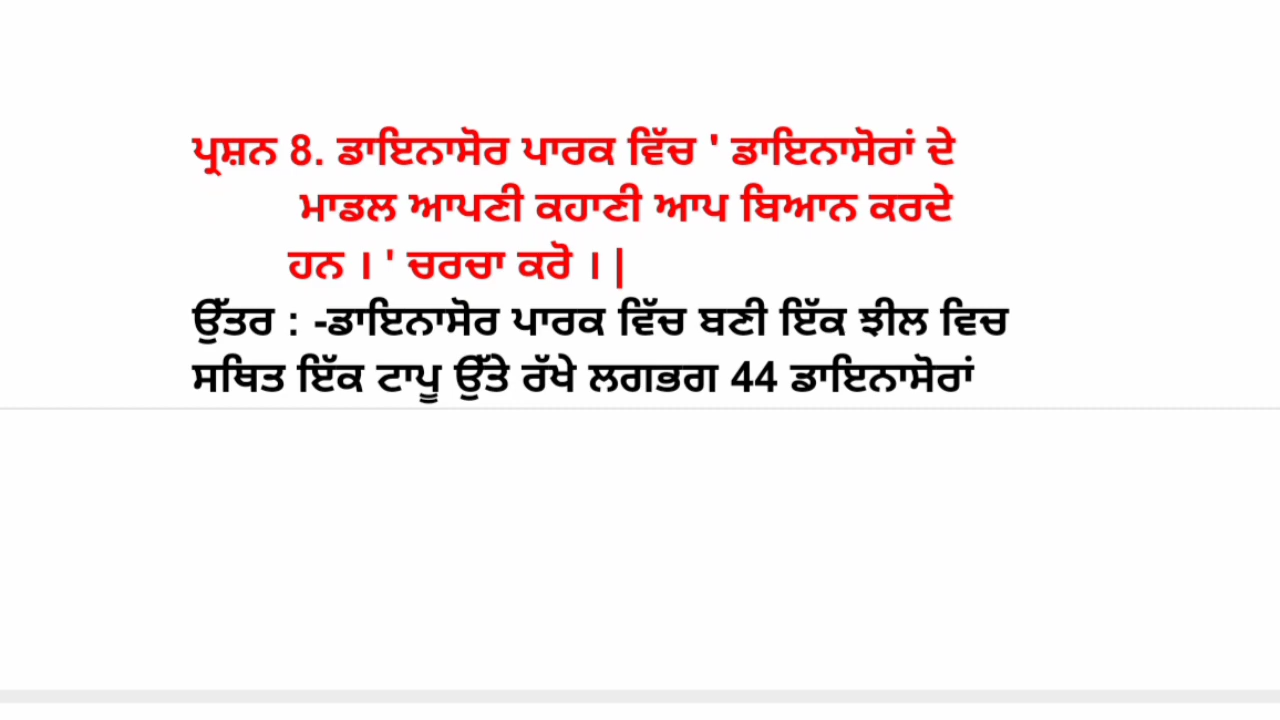 ਪ੍ਰਸ਼ਨ 8. ਡਾਇਨਾਸੋਰ ਪਾਰਕ ਵਿੱਚ ' ਡਾਇਨਾਸੋਰਾਂ ਦੇ
ਮਾਡਲ ਆਪਣੀ ਕਹਾਣੀ ਆਪ ਬਿਆਨ ਕਰਦੇ
ਹਨ । ' ਚਰਚਾ ਕਰੋ । |
ਉੱਤਰ : -ਡਾਇਨਾਸੋਰ ਪਾਰਕ ਵਿੱਚ ਬਣੀ ਇੱਕ ਝੀਲ ਵਿਚ
ਸਥਿਤ ਇੱਕ ਟਾਪੂ ਉੱਤੇ ਰੱਖੇ ਲਗਭਗ 44 ਡਾਇਨਾਸੋਰਾਂ